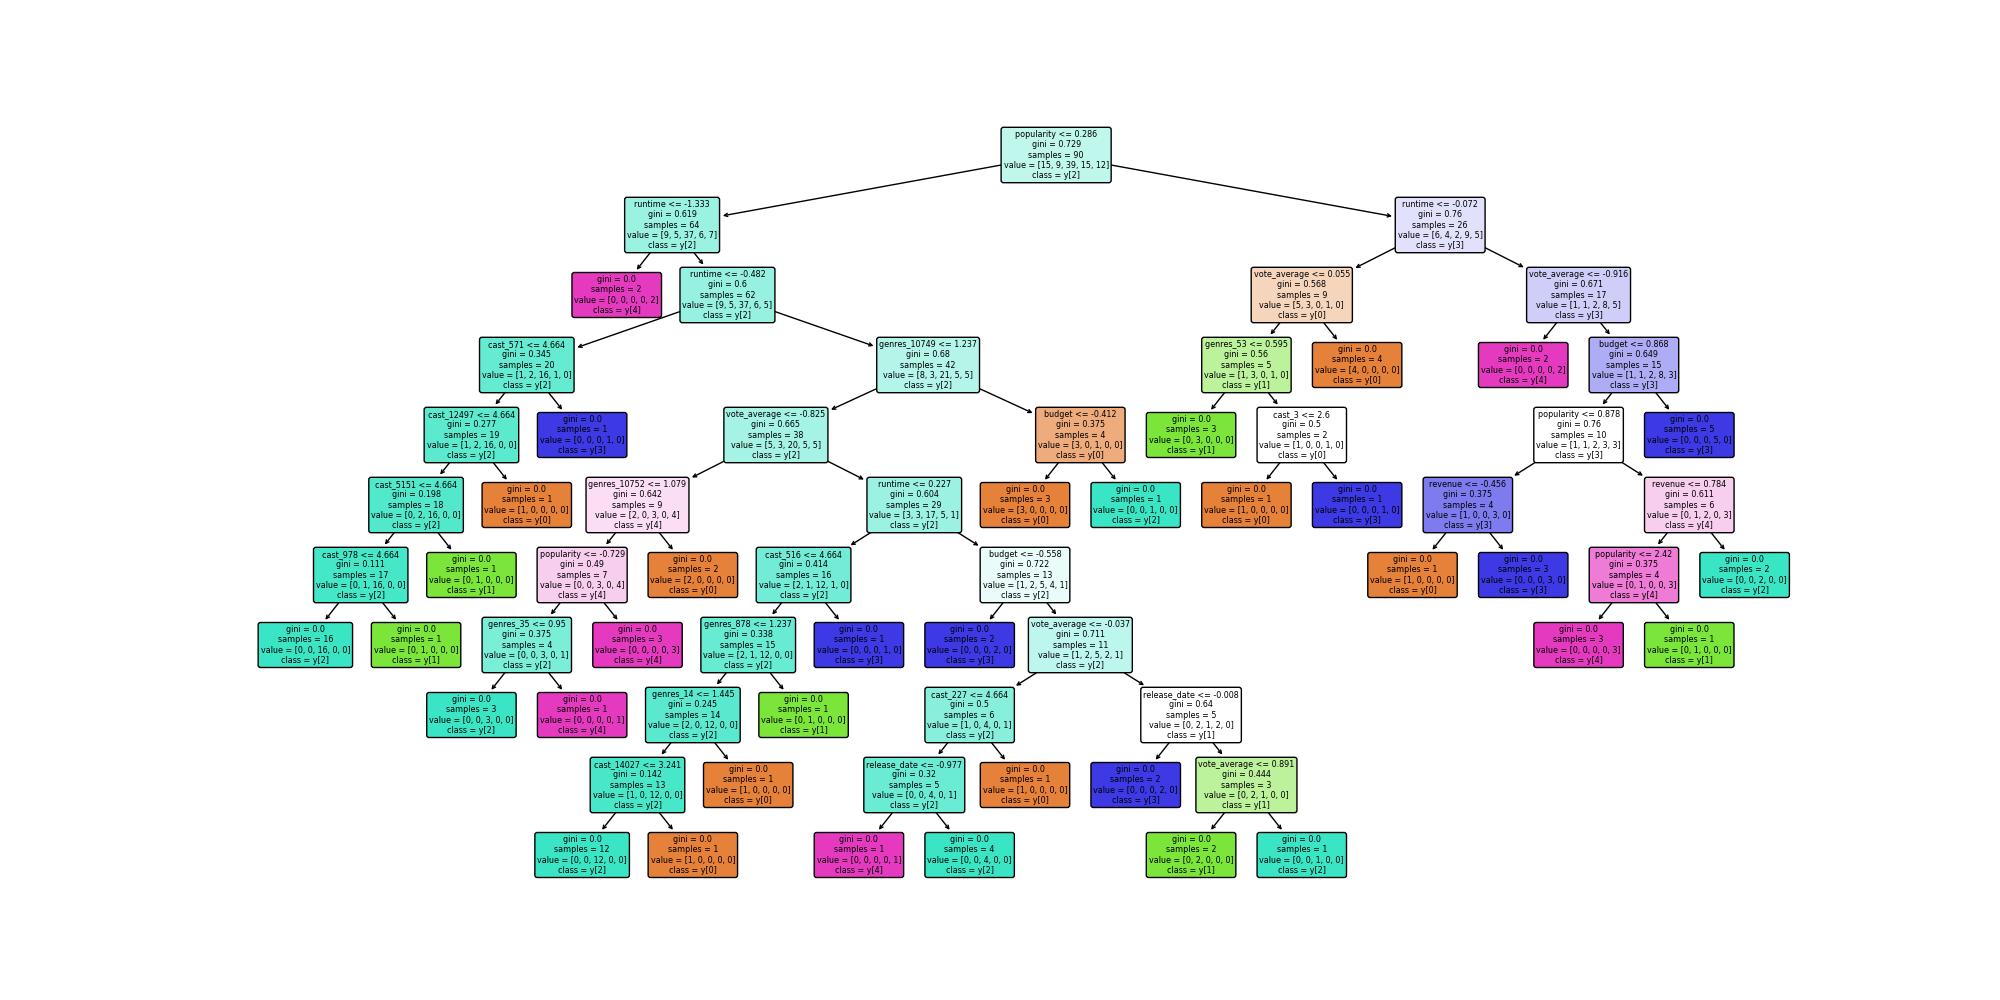 popularity <= 0.286
gini = 0.729
samples = 90
value = [15, 9, 39, 15, 12]
class = y[2]
runtime <= -1.333
gini = 0.619
samples = 64
value = [9, 5, 37, 6, 7]
class = y[2]
runtime <= -0.072
gini = 0.76
samples = 26
value = [6, 4, 2, 9, 5]
class = y[3]
gini = 0.0
samples = 2
value = [0, 0, 0, 0, 2]
class = y[4]
runtime <= -0.482
gini = 0.6
samples = 62
value = [9, 5, 37, 6, 5]
class = y[2]
vote_average <= 0.055
gini = 0.568
samples = 9
value = [5, 3, 0, 1, 0]
class = y[0]
vote_average <= -0.916
gini = 0.671
samples = 17
value = [1, 1, 2, 8, 5]
class = y[3]
cast_571 <= 4.664
gini = 0.345
samples = 20
value = [1, 2, 16, 1, 0]
class = y[2]
genres_10749 <= 1.237
gini = 0.68
samples = 42
value = [8, 3, 21, 5, 5]
class = y[2]
genres_53 <= 0.595
gini = 0.56
samples = 5
value = [1, 3, 0, 1, 0]
class = y[1]
gini = 0.0
samples = 4
value = [4, 0, 0, 0, 0]
class = y[0]
gini = 0.0
samples = 2
value = [0, 0, 0, 0, 2]
class = y[4]
budget <= 0.868
gini = 0.649
samples = 15
value = [1, 1, 2, 8, 3]
class = y[3]
cast_12497 <= 4.664
gini = 0.277
samples = 19
value = [1, 2, 16, 0, 0]
class = y[2]
gini = 0.0
samples = 1
value = [0, 0, 0, 1, 0]
class = y[3]
vote_average <= -0.825
gini = 0.665
samples = 38
value = [5, 3, 20, 5, 5]
class = y[2]
budget <= -0.412
gini = 0.375
samples = 4
value = [3, 0, 1, 0, 0]
class = y[0]
gini = 0.0
samples = 3
value = [0, 3, 0, 0, 0]
class = y[1]
cast_3 <= 2.6
gini = 0.5
samples = 2
value = [1, 0, 0, 1, 0]
class = y[0]
popularity <= 0.878
gini = 0.76
samples = 10
value = [1, 1, 2, 3, 3]
class = y[3]
gini = 0.0
samples = 5
value = [0, 0, 0, 5, 0]
class = y[3]
cast_5151 <= 4.664
gini = 0.198
samples = 18
value = [0, 2, 16, 0, 0]
class = y[2]
gini = 0.0
samples = 1
value = [1, 0, 0, 0, 0]
class = y[0]
genres_10752 <= 1.079
gini = 0.642
samples = 9
value = [2, 0, 3, 0, 4]
class = y[4]
runtime <= 0.227
gini = 0.604
samples = 29
value = [3, 3, 17, 5, 1]
class = y[2]
gini = 0.0
samples = 3
value = [3, 0, 0, 0, 0]
class = y[0]
gini = 0.0
samples = 1
value = [0, 0, 1, 0, 0]
class = y[2]
gini = 0.0
samples = 1
value = [1, 0, 0, 0, 0]
class = y[0]
gini = 0.0
samples = 1
value = [0, 0, 0, 1, 0]
class = y[3]
revenue <= -0.456
gini = 0.375
samples = 4
value = [1, 0, 0, 3, 0]
class = y[3]
revenue <= 0.784
gini = 0.611
samples = 6
value = [0, 1, 2, 0, 3]
class = y[4]
cast_978 <= 4.664
gini = 0.111
samples = 17
value = [0, 1, 16, 0, 0]
class = y[2]
gini = 0.0
samples = 1
value = [0, 1, 0, 0, 0]
class = y[1]
popularity <= -0.729
gini = 0.49
samples = 7
value = [0, 0, 3, 0, 4]
class = y[4]
gini = 0.0
samples = 2
value = [2, 0, 0, 0, 0]
class = y[0]
cast_516 <= 4.664
gini = 0.414
samples = 16
value = [2, 1, 12, 1, 0]
class = y[2]
budget <= -0.558
gini = 0.722
samples = 13
value = [1, 2, 5, 4, 1]
class = y[2]
gini = 0.0
samples = 1
value = [1, 0, 0, 0, 0]
class = y[0]
gini = 0.0
samples = 3
value = [0, 0, 0, 3, 0]
class = y[3]
popularity <= 2.42
gini = 0.375
samples = 4
value = [0, 1, 0, 0, 3]
class = y[4]
gini = 0.0
samples = 2
value = [0, 0, 2, 0, 0]
class = y[2]
gini = 0.0
samples = 16
value = [0, 0, 16, 0, 0]
class = y[2]
gini = 0.0
samples = 1
value = [0, 1, 0, 0, 0]
class = y[1]
genres_35 <= 0.95
gini = 0.375
samples = 4
value = [0, 0, 3, 0, 1]
class = y[2]
gini = 0.0
samples = 3
value = [0, 0, 0, 0, 3]
class = y[4]
genres_878 <= 1.237
gini = 0.338
samples = 15
value = [2, 1, 12, 0, 0]
class = y[2]
gini = 0.0
samples = 1
value = [0, 0, 0, 1, 0]
class = y[3]
gini = 0.0
samples = 2
value = [0, 0, 0, 2, 0]
class = y[3]
vote_average <= -0.037
gini = 0.711
samples = 11
value = [1, 2, 5, 2, 1]
class = y[2]
gini = 0.0
samples = 3
value = [0, 0, 0, 0, 3]
class = y[4]
gini = 0.0
samples = 1
value = [0, 1, 0, 0, 0]
class = y[1]
gini = 0.0
samples = 3
value = [0, 0, 3, 0, 0]
class = y[2]
gini = 0.0
samples = 1
value = [0, 0, 0, 0, 1]
class = y[4]
genres_14 <= 1.445
gini = 0.245
samples = 14
value = [2, 0, 12, 0, 0]
class = y[2]
gini = 0.0
samples = 1
value = [0, 1, 0, 0, 0]
class = y[1]
cast_227 <= 4.664
gini = 0.5
samples = 6
value = [1, 0, 4, 0, 1]
class = y[2]
release_date <= -0.008
gini = 0.64
samples = 5
value = [0, 2, 1, 2, 0]
class = y[1]
cast_14027 <= 3.241
gini = 0.142
samples = 13
value = [1, 0, 12, 0, 0]
class = y[2]
gini = 0.0
samples = 1
value = [1, 0, 0, 0, 0]
class = y[0]
release_date <= -0.977
gini = 0.32
samples = 5
value = [0, 0, 4, 0, 1]
class = y[2]
gini = 0.0
samples = 1
value = [1, 0, 0, 0, 0]
class = y[0]
gini = 0.0
samples = 2
value = [0, 0, 0, 2, 0]
class = y[3]
vote_average <= 0.891
gini = 0.444
samples = 3
value = [0, 2, 1, 0, 0]
class = y[1]
gini = 0.0
samples = 12
value = [0, 0, 12, 0, 0]
class = y[2]
gini = 0.0
samples = 1
value = [1, 0, 0, 0, 0]
class = y[0]
gini = 0.0
samples = 1
value = [0, 0, 0, 0, 1]
class = y[4]
gini = 0.0
samples = 4
value = [0, 0, 4, 0, 0]
class = y[2]
gini = 0.0
samples = 2
value = [0, 2, 0, 0, 0]
class = y[1]
gini = 0.0
samples = 1
value = [0, 0, 1, 0, 0]
class = y[2]